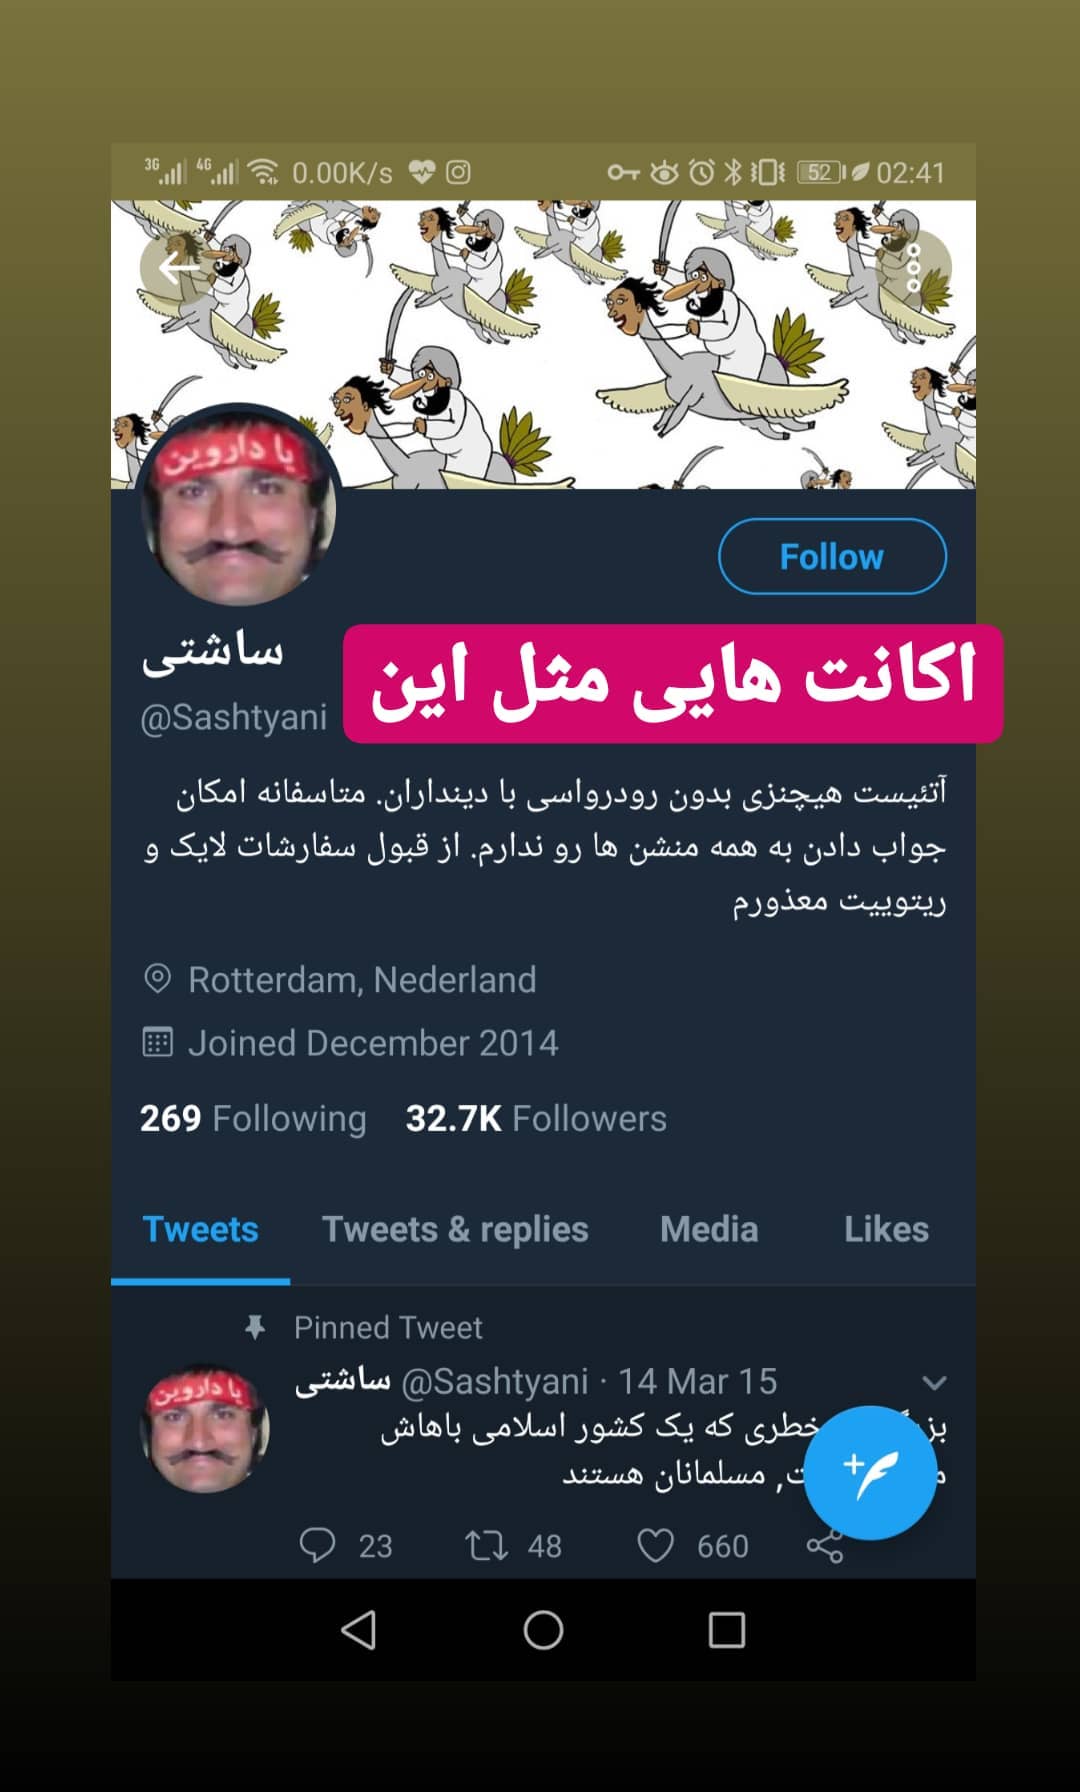 3G 4G 0.00K/s 52 02:41
یا داروین
Follow
ساشتی
اکانت هایی مثل این
@Sashtyani
آتئیست هیچنزی بدون رودرواسی با دینداران. متاسفانه امکان
جواب دادن به همه منشن ها رو ندارم. از قبول سفارشات لایک و
ریتوییت معذورم
Rotterdam, Nederland
Joined December 2014
269 Following 32.7K Followers
Tweets Tweets & replies Media Likes
Pinned Tweet
ساشتی @Sashtyani · 14 Mar 15
یا داروین
خطری که یک کشور اسلامی باهاش
مسلمانان هستند
23 48 660